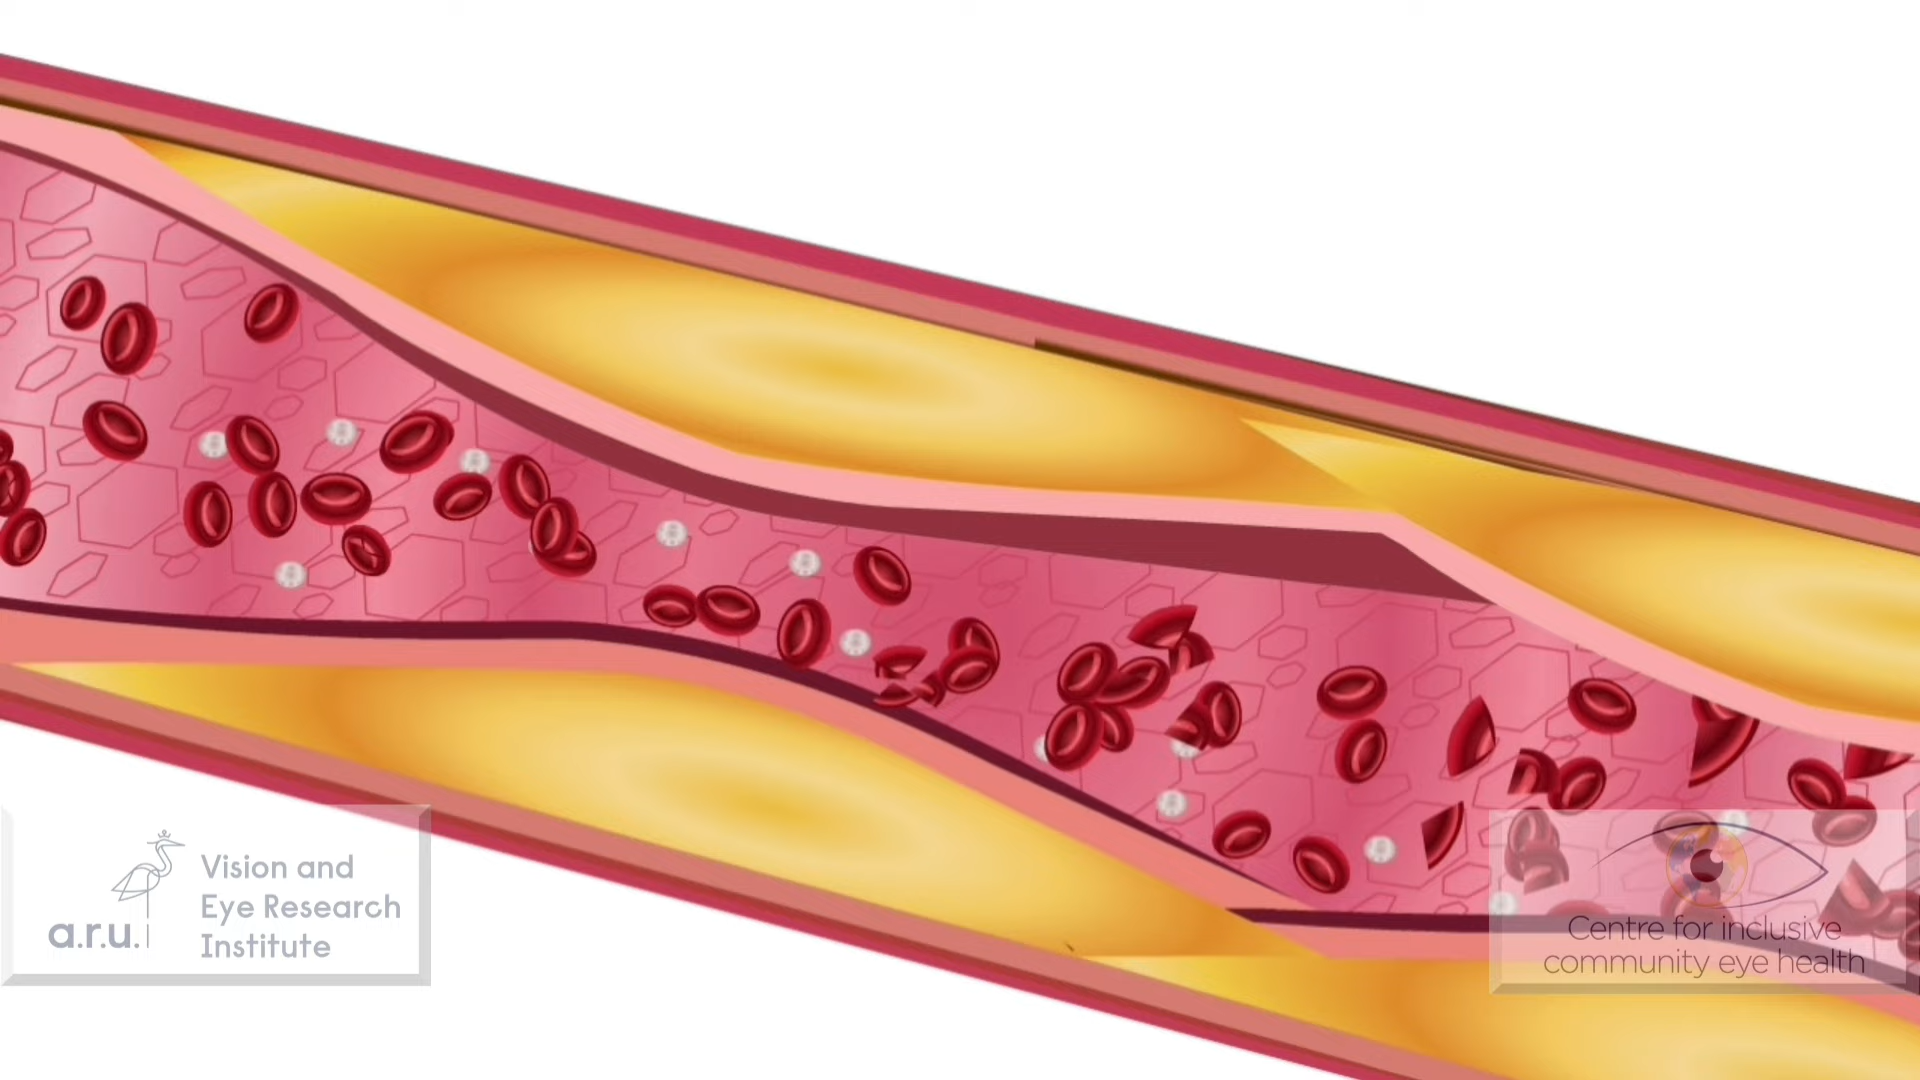 a.r.u.
Vision and
Eye Research
Institute
Centre for inclusive
community eye health